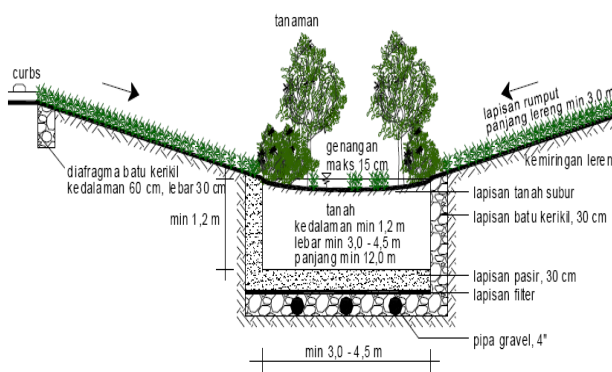 tanaman
curbs
lapisan rumput
panjang lereng min 3.0 m
genangan
maks 15 cm
kemiringan leren
diafragma batu kerikil
kedalaman 60 cm, lebar 30 cm
lapisan tanah subur
min 1,2 m
tanah
kedalaman min 1,2 m
lebar min 3,0 - 4,5 m
panjang min 12,0 m
lapisan batu kerikil, 30 cm
lapisan pasir, 30 cm
lapisan filter
pipa gravel, 4"
min 3,0 - 4,5 m